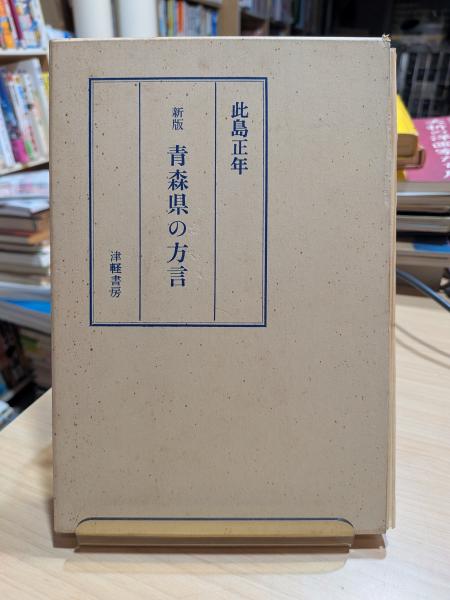 此島正年
新版 青森県の方言
津軽書房